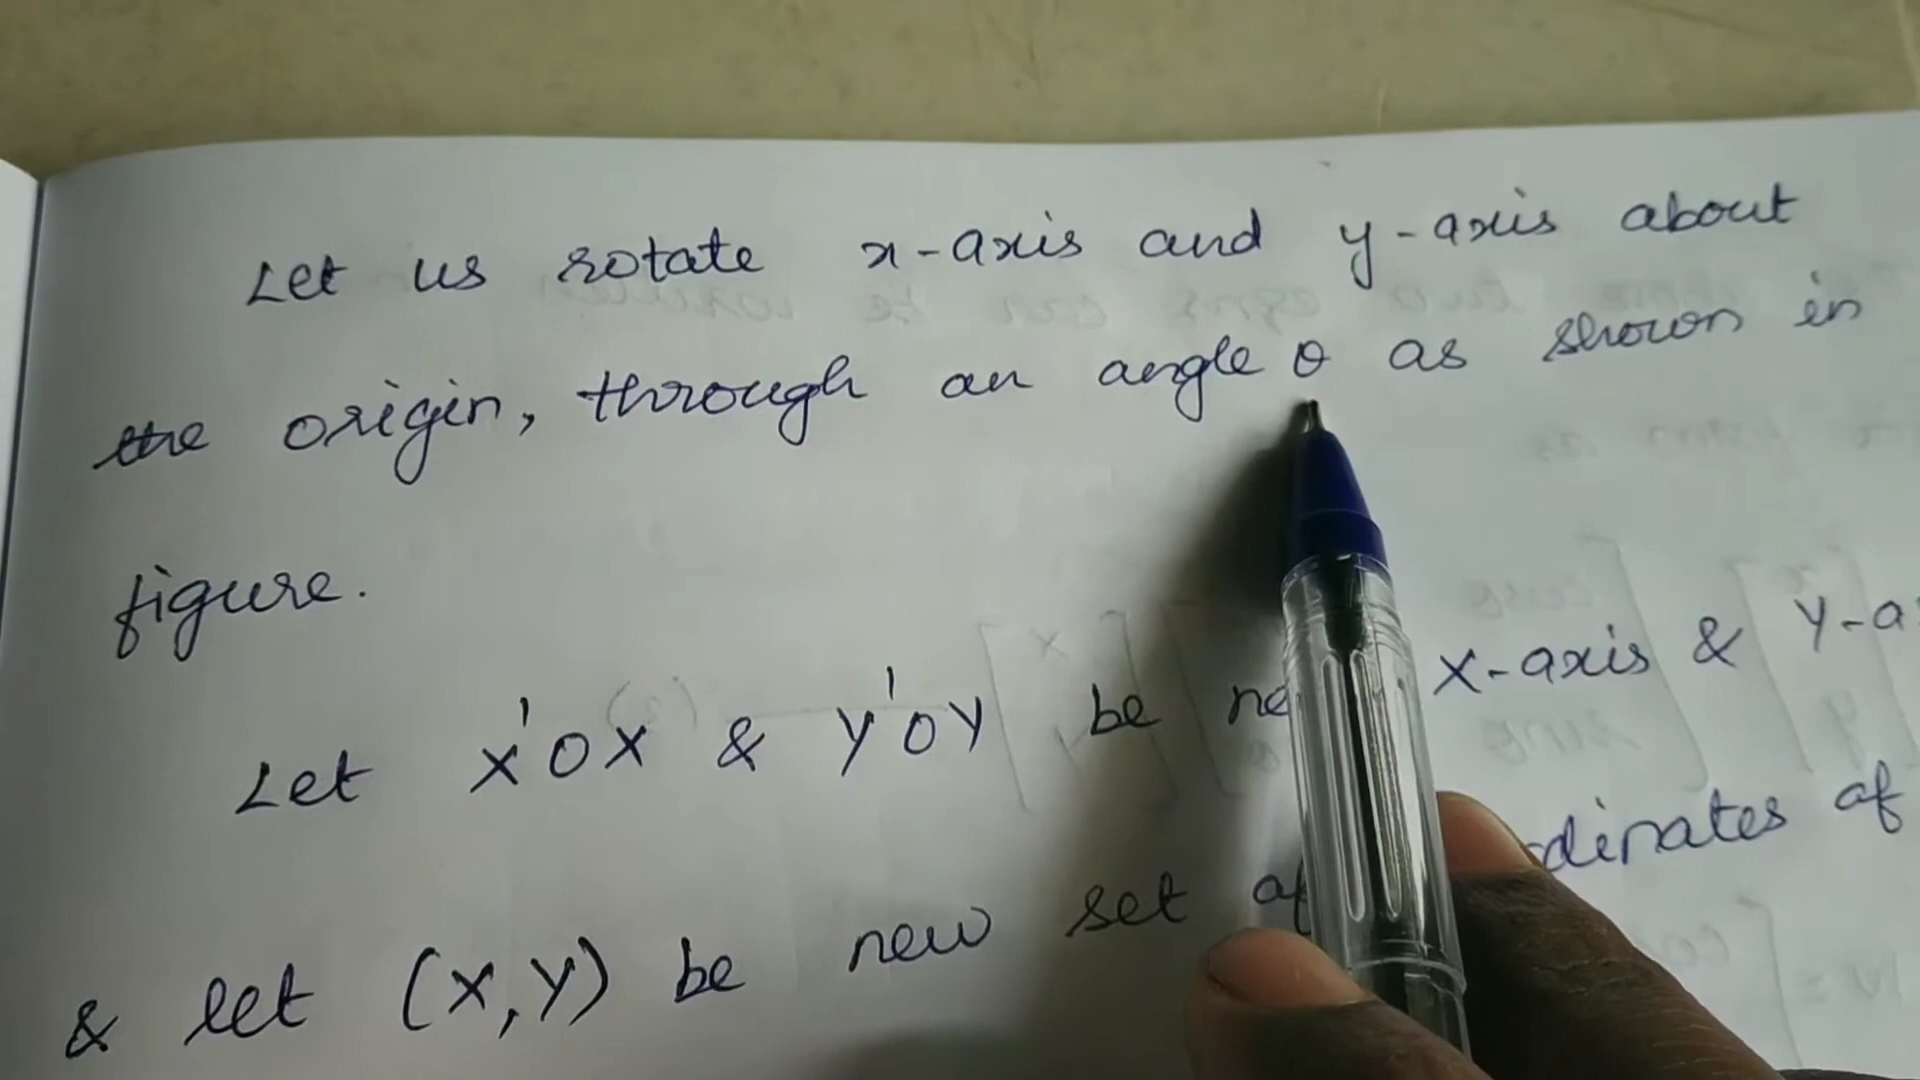 Let us rotate x-axis and y-axis about
the origin, through an angle θ as shown in
figure.
Let X'OX & Y'OY be X-axis & Y-a
& let (X,Y) be new set of dinates of